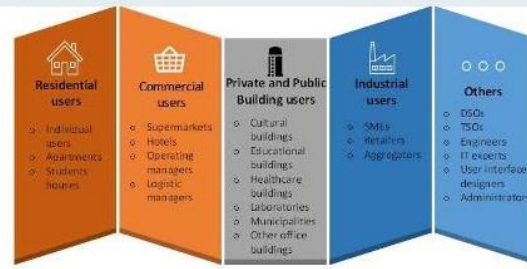 Residential
users
o Individual
users
o Apartments
o Students
houses
Commercial
users
o Supermarkets
o Hotels
o Operating
managers
o Logistic
managers
Private and Public
Building users
o Cultural
buildings
o Educational
buildings
o Healthcare
buildings
o Laboratories
o Municipalities
o Other office
buildings
Industrial
users
o SMEs
o Retailers
o Aggregators
Others
o DSOs
o TSOs
o Engineers
o IT experts
o User interface
designers
o Administrators